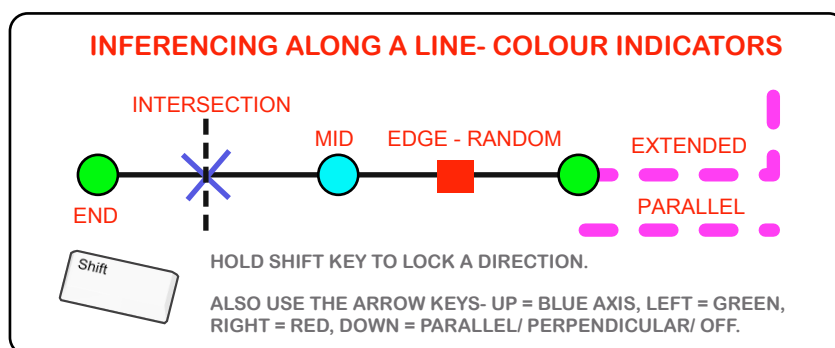 INFERENCING ALONG A LINE- COLOUR INDICATORS
INTERSECTION
MID
EDGE - RANDOM
EXTENDED
END
PARALLEL
Shift
HOLD SHIFT KEY TO LOCK A DIRECTION.
ALSO USE THE ARROW KEYS- UP = BLUE AXIS, LEFT = GREEN,
RIGHT = RED, DOWN = PARALLEL/ PERPENDICULAR/ OFF.